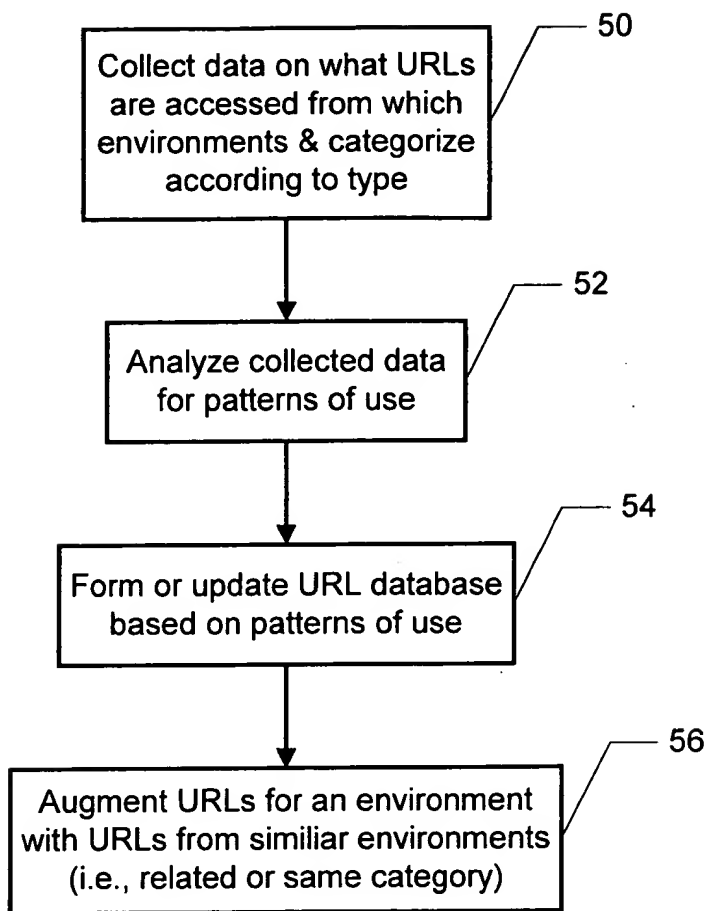 50
Collect data on what URLs
are accessed from which
environments & categorize
according to type
52
Analyze collected data
for patterns of use
54
Form or update URL database
based on patterns of use
56
Augment URLs for an environment
with URLs from similiar environments
(i.e., related or same category)